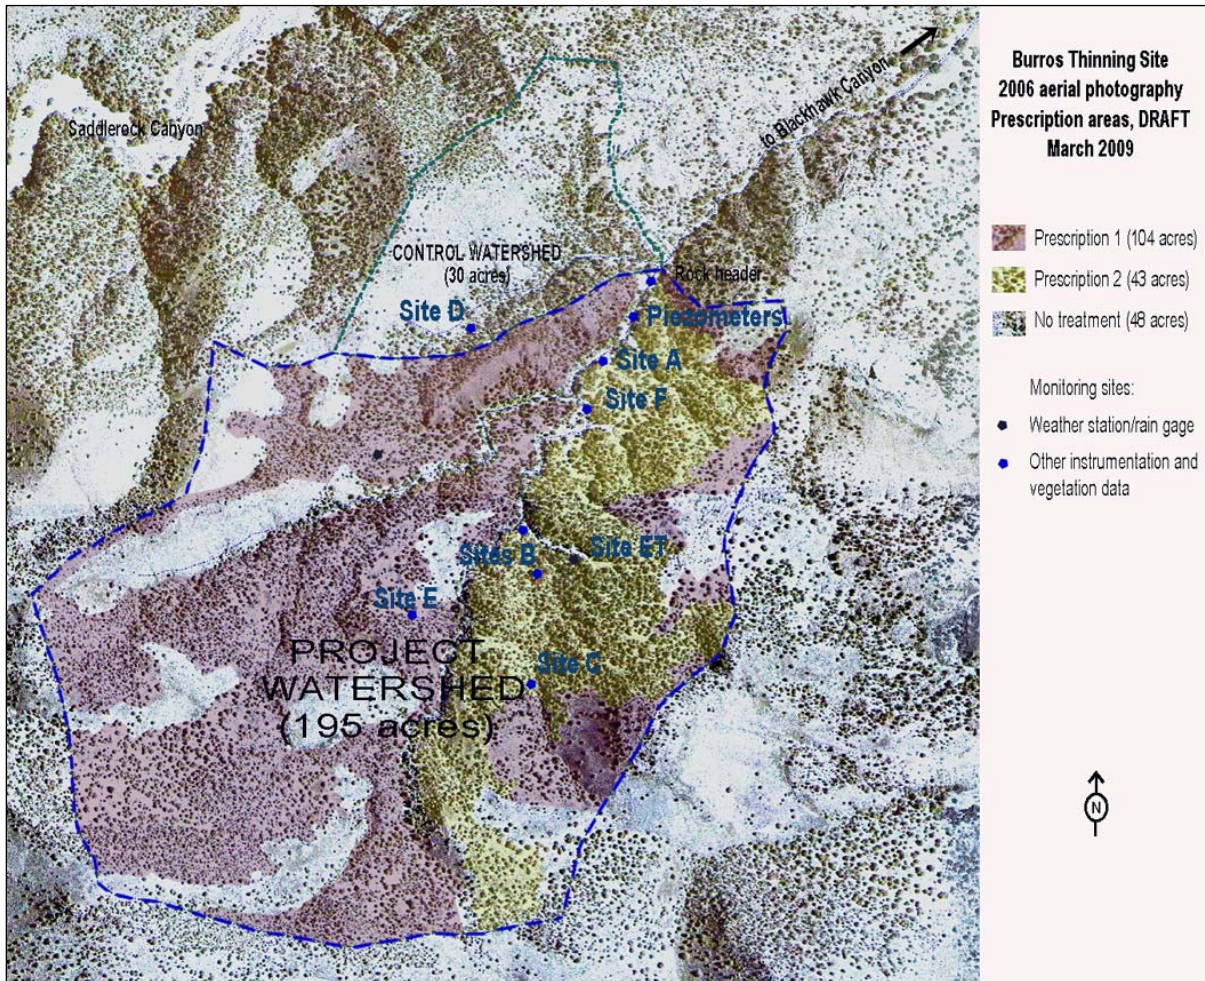 Burros Thinning Site
2006 aerial photography
Prescription areas, DRAFT
March 2009
Prescription 1 (104 acres)
Prescription 2 (43 acres)
No treatment (48 acres)
Monitoring sites:
Weather station/rain gage
Other instrumentation and
vegetation data
N
to Blackhawk Canyon
Saddlerock Canyon
CONTROL WATERSHED
(30 acres)
Rock header
Site D
Piezometers
Site A
Site F
Sites B
Site ET
Site E
PROJECT
WATERSHED
(195 acres)
Site C